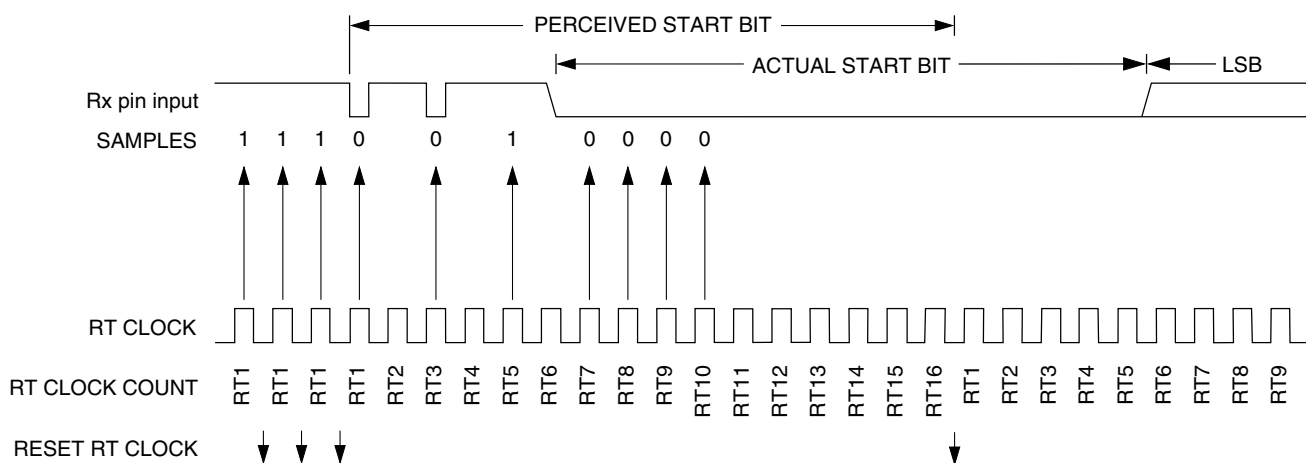 PERCEIVED START BIT
ACTUAL START BIT
LSB
Rx pin input
SAMPLES 1 1 1 0 0 1 0 0 0 0
RT CLOCK
RT CLOCK COUNT RT1 RT1 RT1 RT1 RT2 RT3 RT4 RT5 RT6 RT7 RT8 RT9 RT10 RT11 RT12 RT13 RT14 RT15 RT16 RT1 RT2 RT3 RT4 RT5 RT6 RT7 RT8 RT9
RESET RT CLOCK